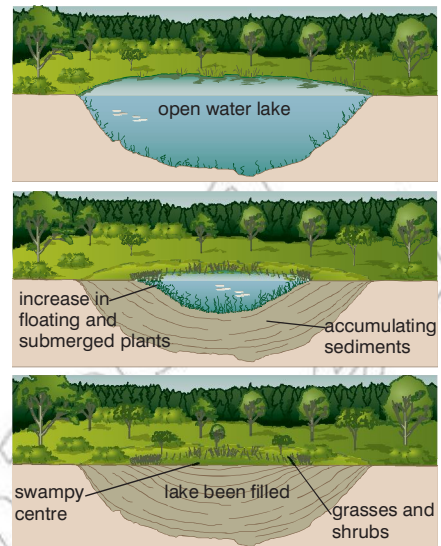 open water lake
increase in
floating and
submerged plants
accumulating
sediments
swampy
centre
lake been filled
grasses and
shrubs